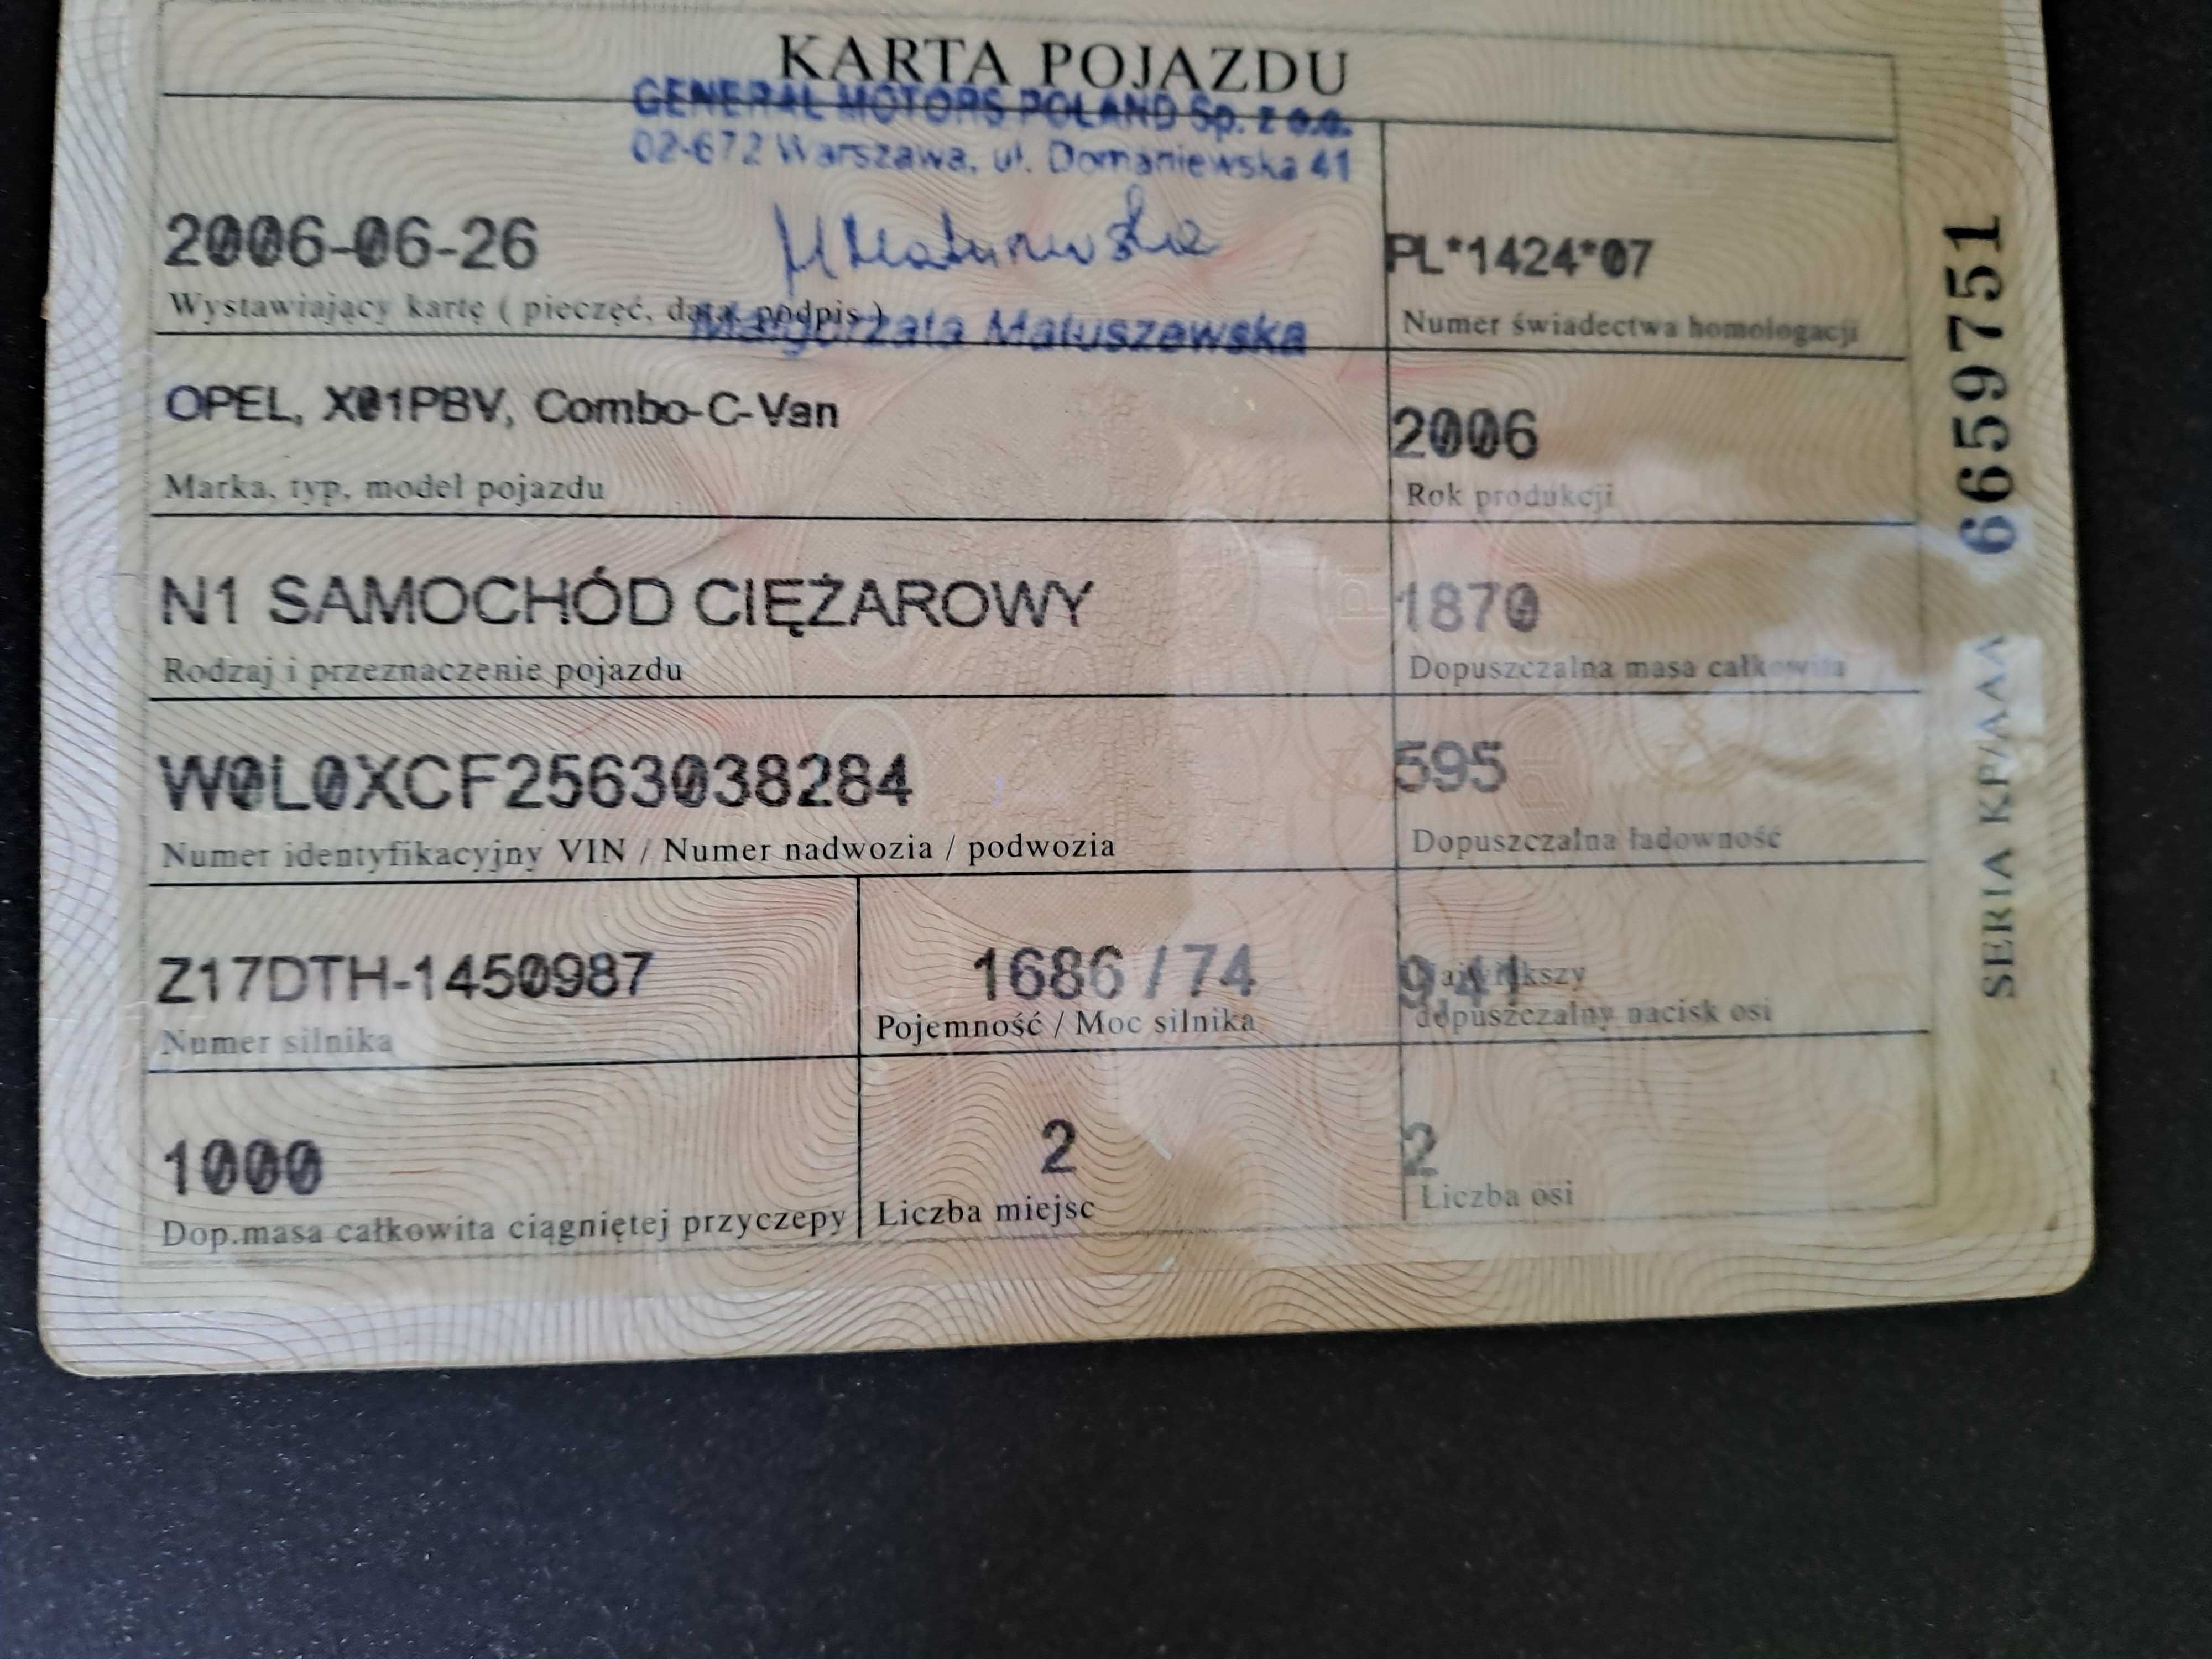 KARTA POJAZDU
GENERAL MOTORS POLAND Sp. z o.o.
02-672 Warszawa, ul. Domaniewska 41
2006-06-26
Wystawiający kartę ( pieczęć, data, podpis )
Małgorzata Matuszewska
PL*1424*07
Numer świadectwa homologacji
OPEL, X01PBV, Combo-C-Van
Marka, typ, model pojazdu
2006
Rok produkcji
N1 SAMOCHÓD CIĘŻAROWY
Rodzaj i przeznaczenie pojazdu
1870
Dopuszczalna masa całkowita
W0L0XCF2563038284
Numer identyfikacyjny VIN / Numer nadwozia / podwozia
595
Dopuszczalna ładowność
Z17DTH-1450987
Numer silnika
1686 / 74
Pojemność / Moc silnika
941
Największy
dopuszczalny nacisk osi
1000
Dop.masa całkowita ciągniętej przyczepy
2
Liczba miejsc
2
Liczba osi
SERIA KP/AAA 6659751